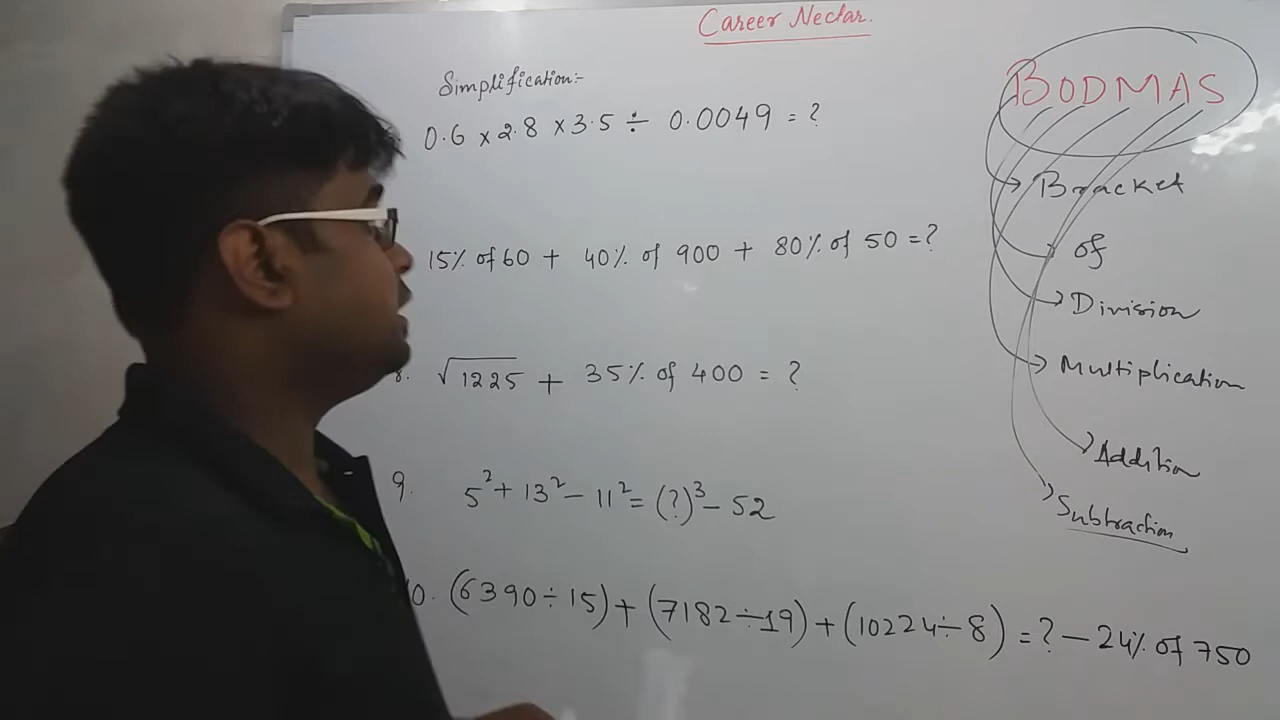 Career Nectar.
Simplification:-
0.6 × 2.8 × 3.5 ÷ 0.0049 = ?
15% of 60 + 40% of 900 + 80% of 50 = ?
8. √1225 + 35% of 400 = ?
9. 5² + 13² - 11² = (?)³ - 52
10. (6390 ÷ 15) + (7182 ÷ 19) + (10224 ÷ 8) = ? - 24% of 750
BODMAS
Bracket
of
Division
Multiplication
Addition
Subtraction